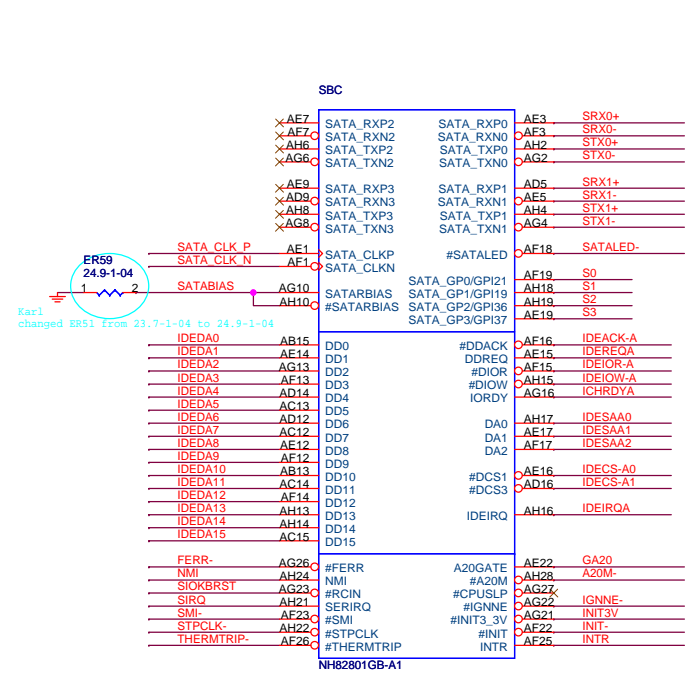 SBC
AE7 SATA_RXP2 SATA_RXP0 AE3 SRX0+
AF7 SATA_RXN2 SATA_RXN0 AF3 SRX0-
AH6 SATA_TXP2 SATA_TXP0 AH2 STX0+
AG6 SATA_TXN2 SATA_TXN0 AG2 STX0-
AE9 SATA_RXP3 SATA_RXP1 AD5 SRX1+
AD9 SATA_RXN3 SATA_RXN1 AE5 SRX1-
AH8 SATA_TXP3 SATA_TXP1 AH4 STX1+
AG8 SATA_TXN3 SATA_TXN1 AG4 STX1-
SATA_CLK_P AE1 SATA_CLKP #SATALED AF18 SATALED-
SATA_CLK_N AF1 SATA_CLKN
ER59
24.9-1-04
SATA_GP0/GPI21 AF19 S0
1 2 SATABIAS AG10 SATARBIAS SATA_GP1/GPI19 AH18 S1
AH10 #SATARBIAS SATA_GP2/GPI36 AH19 S2
SATA_GP3/GPI37 AE19 S3
Karl
changed ER51 from 23.7-1-04 to 24.9-1-04
IDEDA0 AB15 DD0 #DDACK AF16 IDEACK-A
IDEDA1 AE14 DD1 DDREQ AE15 IDEREQA
IDEDA2 AG13 DD2 #DIOR AF15 IDEIOR-A
IDEDA3 AF13 DD3 #DIOW AH15 IDEIOW-A
IDEDA4 AD14 DD4 IORDY AG16 ICHRDYA
IDEDA5 AC13 DD5
IDEDA6 AD12 DD6 DA0 AH17 IDESAA0
IDEDA7 AC12 DD7 DA1 AE17 IDESAA1
IDEDA8 AE12 DD8 DA2 AF17 IDESAA2
IDEDA9 AF12 DD9
IDEDA10 AB13 DD10 #DCS1 AE16 IDECS-A0
IDEDA11 AC14 DD11 #DCS3 AD16 IDECS-A1
IDEDA12 AF14 DD12
IDEDA13 AH13 DD13 IDEIRQ AH16 IDEIRQA
IDEDA14 AH14 DD14
IDEDA15 AC15 DD15
FERR- AG26 #FERR A20GATE AE22 GA20
NMI AH24 NMI #A20M AH28 A20M-
SIOKBRST AG23 #RCIN #CPUSLP AG27
SIRQ AH21 SERIRQ #IGNNE AG22 IGNNE-
SMI- AF23 #SMI #INIT3_3V AG21 INIT3V
STPCLK- AH22 #STPCLK #INIT AF22 INIT-
THERMTRIP- AF26 #THERMTRIP INTR AF25 INTR
NH82801GB-A1